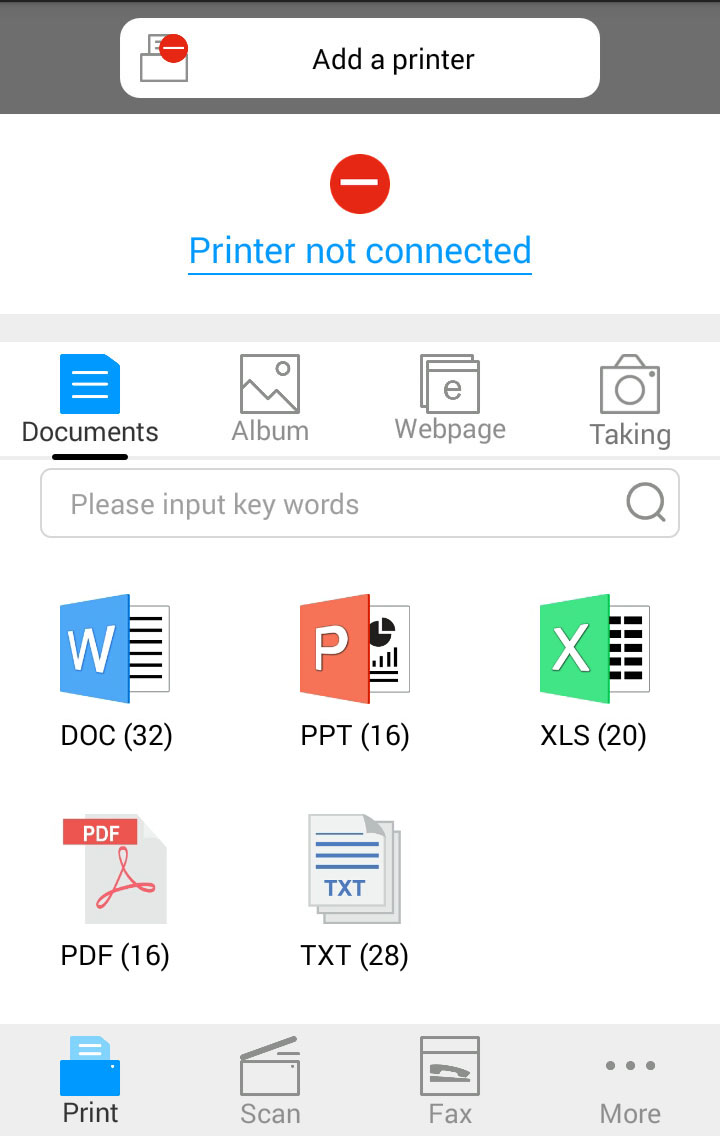 Add a printer
Printer not connected
Documents
Album
Webpage
Taking
Please input key words
W
P
X
DOC (32)
PPT (16)
XLS (20)
PDF
TXT
PDF (16)
TXT (28)
Print
Scan
Fax
More